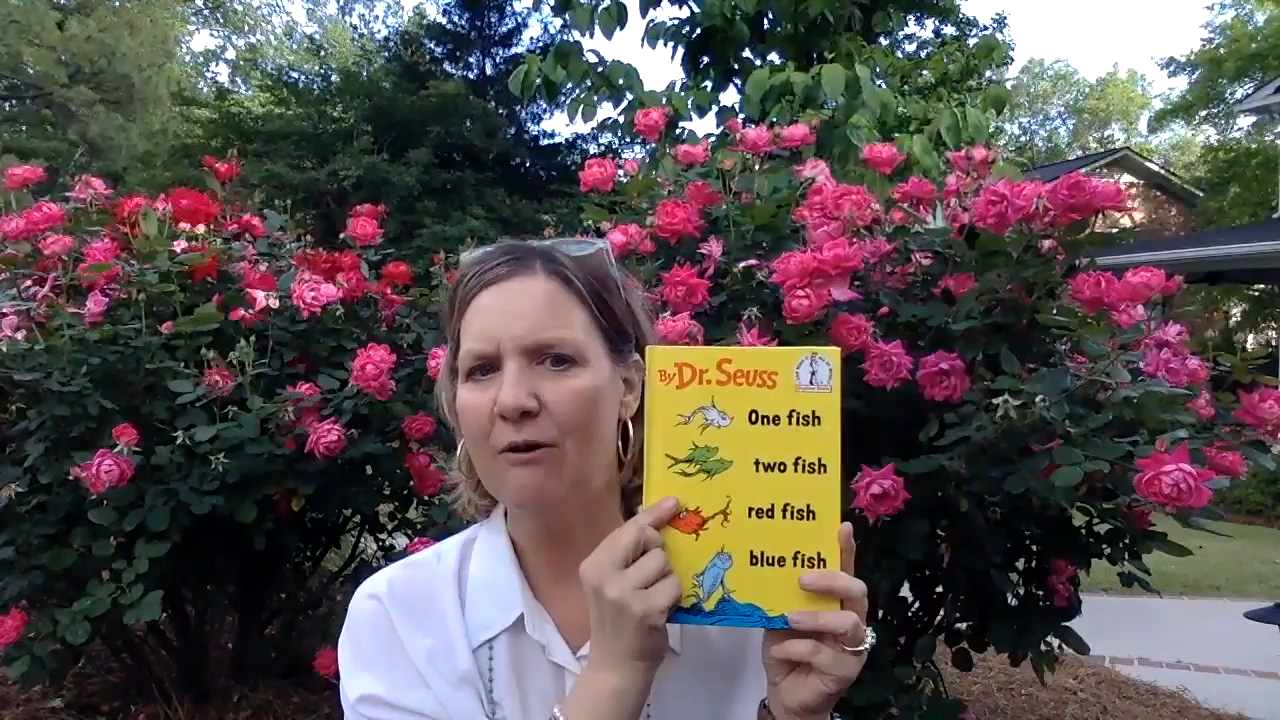 By Dr. Seuss
One fish
two fish
red fish
blue fish